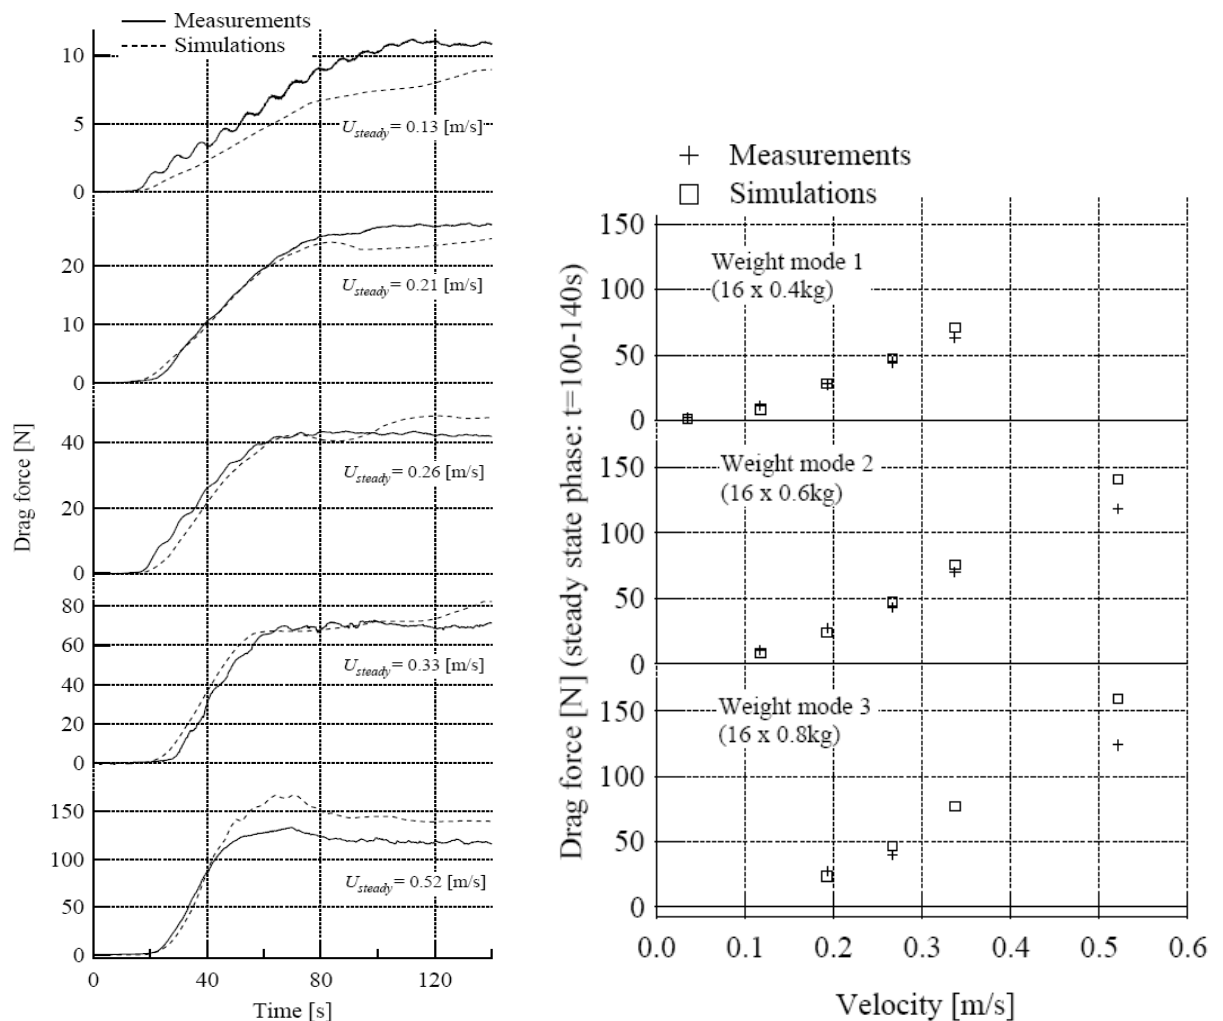 Measurements
Simulations
10
5
0
U_steady = 0.13 [m/s]
20
10
0
U_steady = 0.21 [m/s]
40
20
0
U_steady = 0.26 [m/s]
80
60
40
20
0
U_steady = 0.33 [m/s]
150
100
50
0
U_steady = 0.52 [m/s]
0 40 80 120
Time [s]
Drag force [N]
Measurements
Simulations
150
100
50
0
Weight mode 1
(16 x 0.4kg)
150
100
50
0
Weight mode 2
(16 x 0.6kg)
150
100
50
0
Weight mode 3
(16 x 0.8kg)
0.0 0.1 0.2 0.3 0.4 0.5 0.6
Velocity [m/s]
Drag force [N] (steady state phase: t=100-140s)